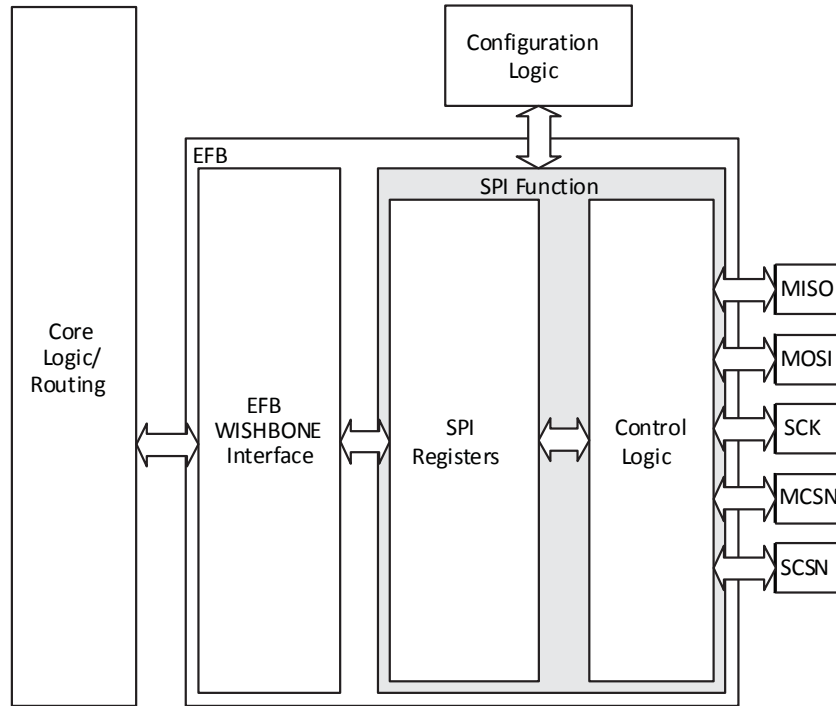 Configuration
Logic
EFB
SPI Function
Core
Logic/
Routing
EFB
WISHBONE
Interface
SPI
Registers
Control
Logic
MISO
MOSI
SCK
MCSN
SCSN